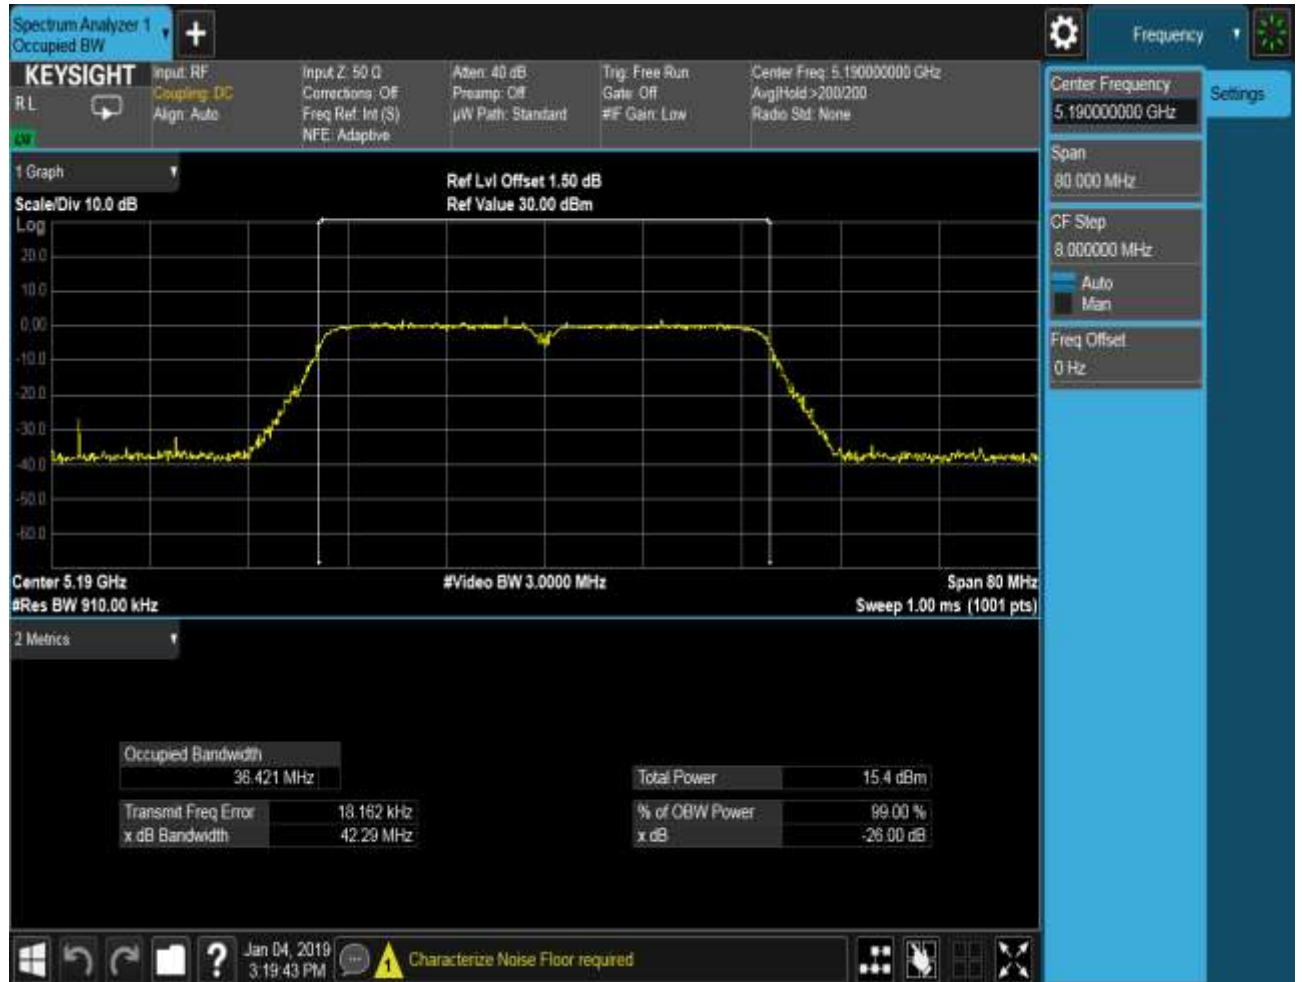 Spectrum Analyzer 1
Occupied BW
Frequency
KEYSIGHT
RL
Input: RF
Coupling: DC
Align: Auto
Input Z: 50 Ω
Corrections: Off
Freq Ref: Int (S)
NFE: Adaptive
Atten: 40 dB
Preamp: Off
µW Path: Standard
Trig: Free Run
Gate: Off
#IF Gain: Low
Center Freq: 5.190000000 GHz
Avg|Hold:>200/200
Radio Std: None
Center Frequency
5.190000000 GHz
Settings
Span
80.000 MHz
CF Step
8.000000 MHz
Auto
Man
Freq Offset
0 Hz
1 Graph
Scale/Div 10.0 dB
Ref Lvl Offset 1.50 dB
Ref Value 30.00 dBm
Log
20.0
10.0
0.00
-10.0
-20.0
-30.0
-40.0
-50.0
-60.0
Center 5.19 GHz
#Video BW 3.0000 MHz
Span 80 MHz
#Res BW 910.00 kHz
Sweep 1.00 ms (1001 pts)
2 Metrics
Occupied Bandwidth
36.421 MHz
Total Power 15.4 dBm
Transmit Freq Error 18.162 kHz
% of OBW Power 99.00 %
x dB Bandwidth 42.29 MHz
x dB -26.00 dB
?
Jan 04, 2019
3:19:43 PM
1
Characterize Noise Floor required